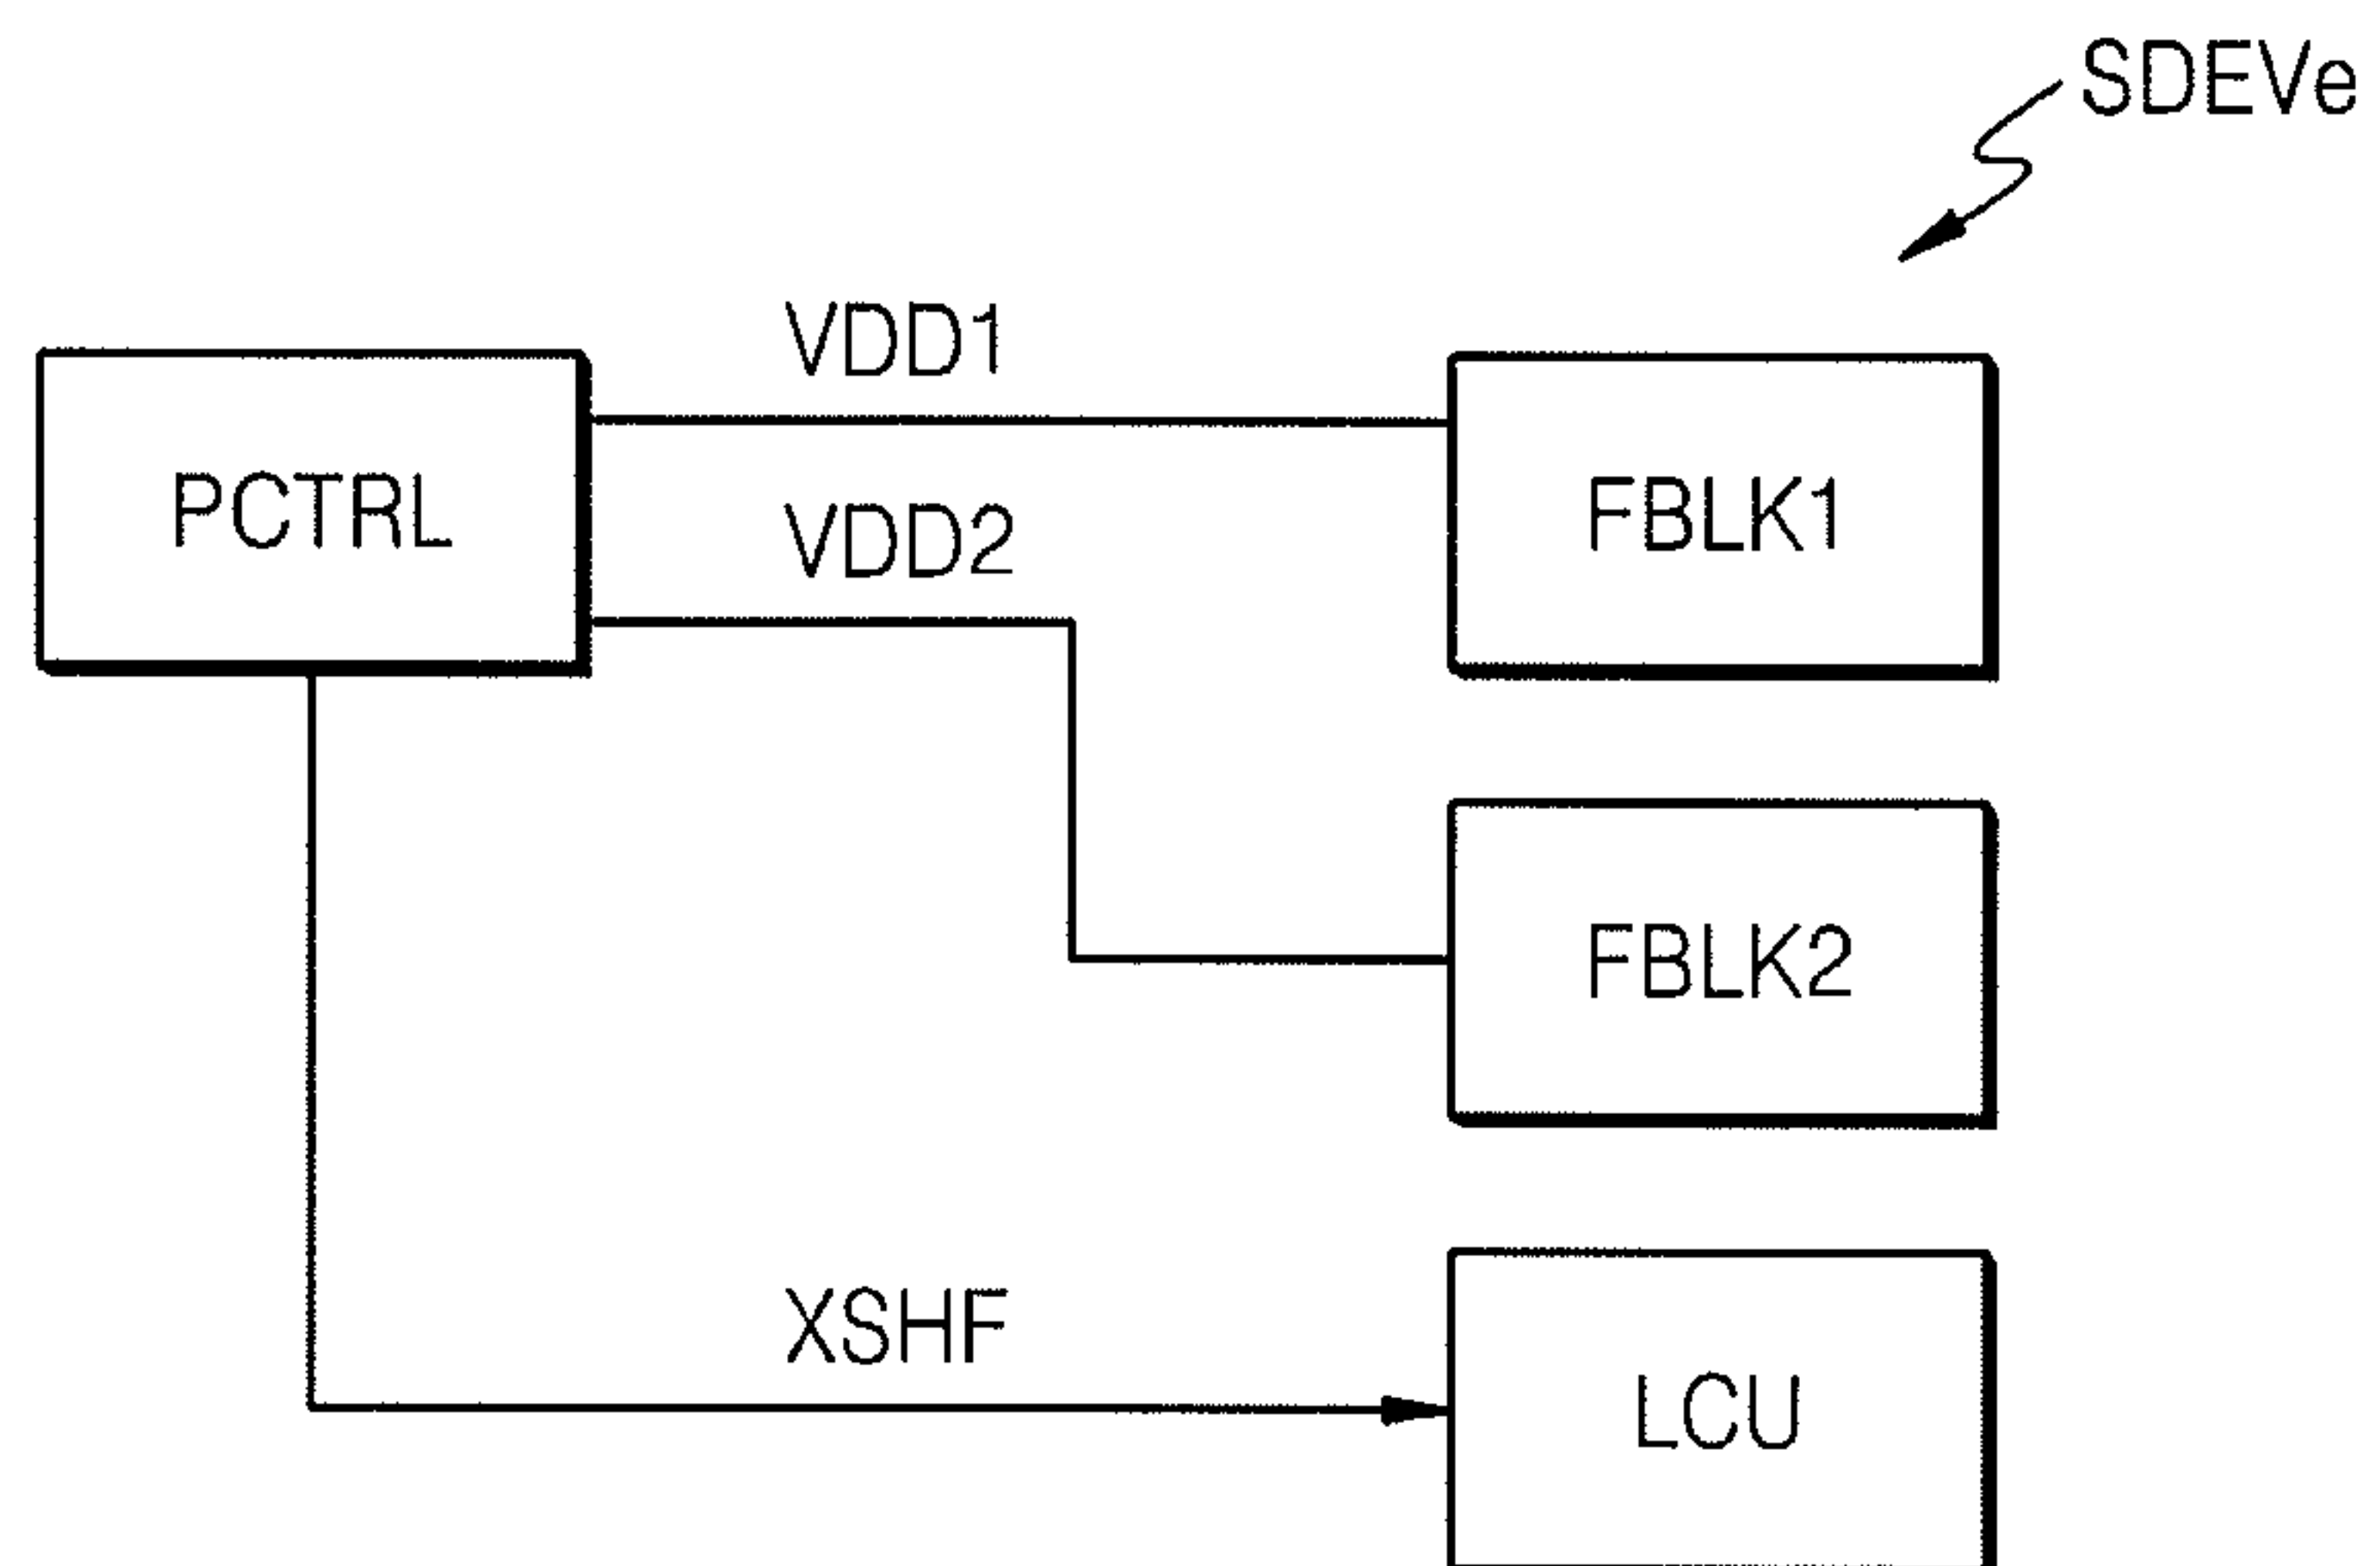 SDEVe
VDD1
PCTRL
FBLK1
VDD2
FBLK2
XSHF
LCU